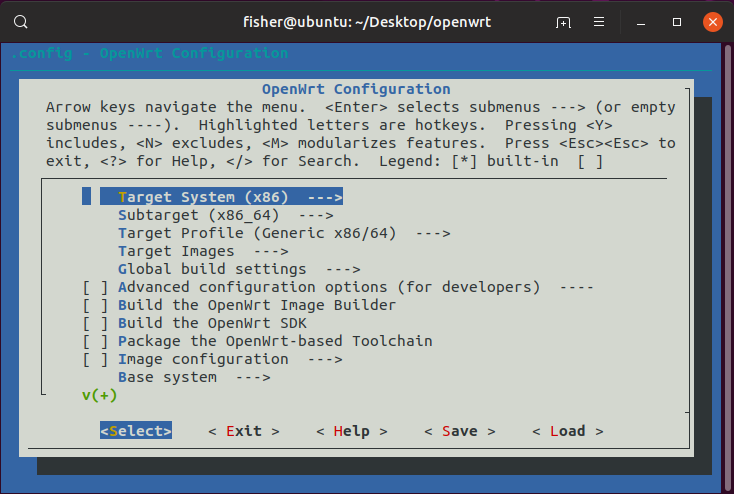 fisher@ubuntu: ~/Desktop/openwrt
.config - OpenWrt Configuration
OpenWrt Configuration
Arrow keys navigate the menu.  <Enter> selects submenus ---> (or empty
submenus ----).  Highlighted letters are hotkeys.  Pressing <Y>
includes, <N> excludes, <M> modularizes features.  Press <Esc><Esc> to
exit, <?> for Help, </> for Search.  Legend: [*] built-in  [ ]
Target System (x86)  --->
Subtarget (x86_64)  --->
Target Profile (Generic x86/64)  --->
Target Images  --->
Global build settings  --->
[ ] Advanced configuration options (for developers)  ----
[ ] Build the OpenWrt Image Builder
[ ] Build the OpenWrt SDK
[ ] Package the OpenWrt-based Toolchain
[ ] Image configuration  --->
Base system  --->
v(+)
<Select>    < Exit >    < Help >    < Save >    < Load >